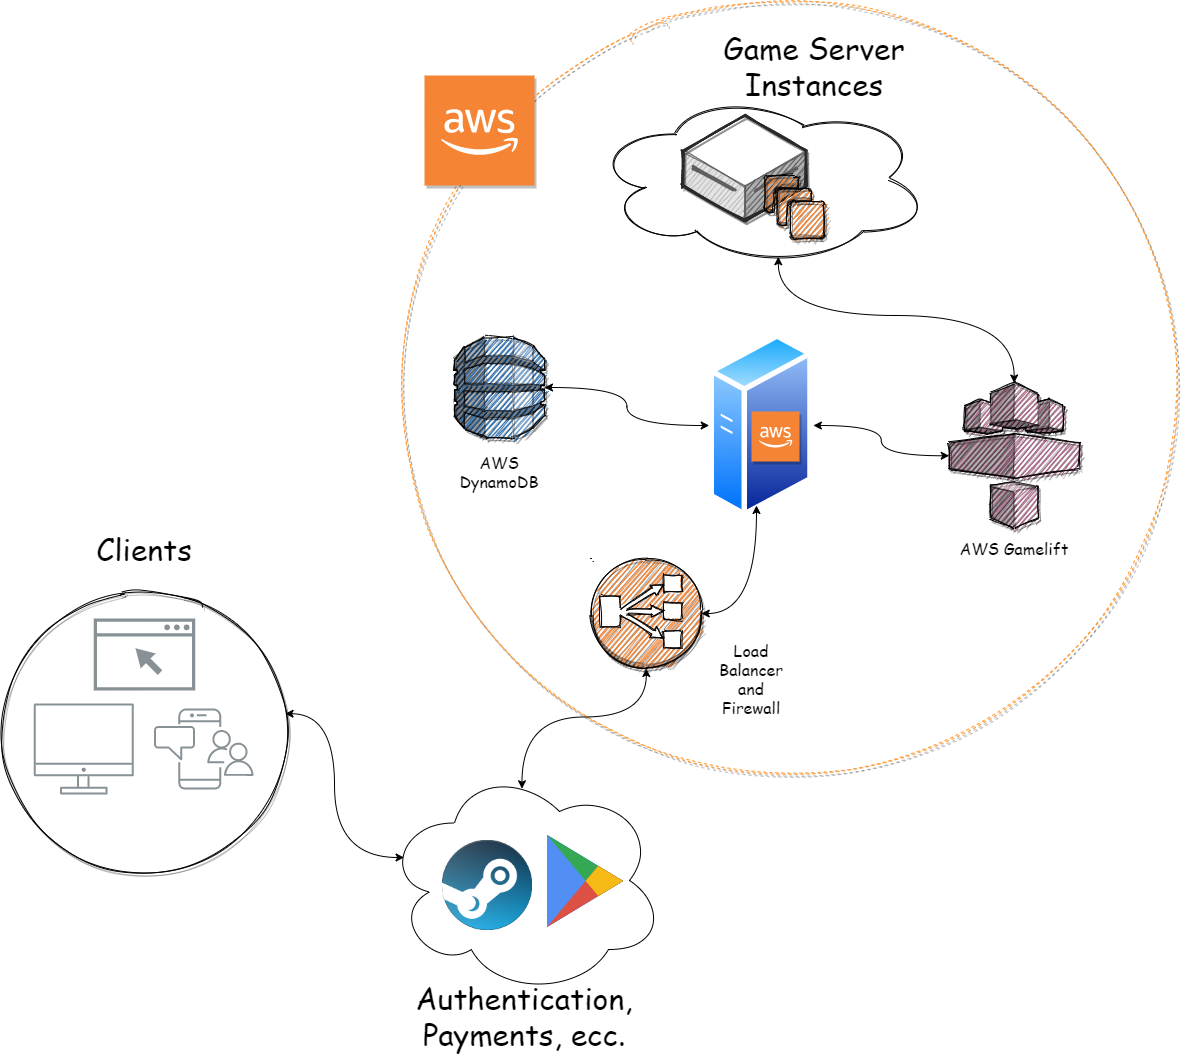 Game Server
Instances
aws
aws
AWS
DynamoDB
AWS Gamelift
Clients
Load
Balancer
and
Firewall
Authentication,
Payments, ecc.